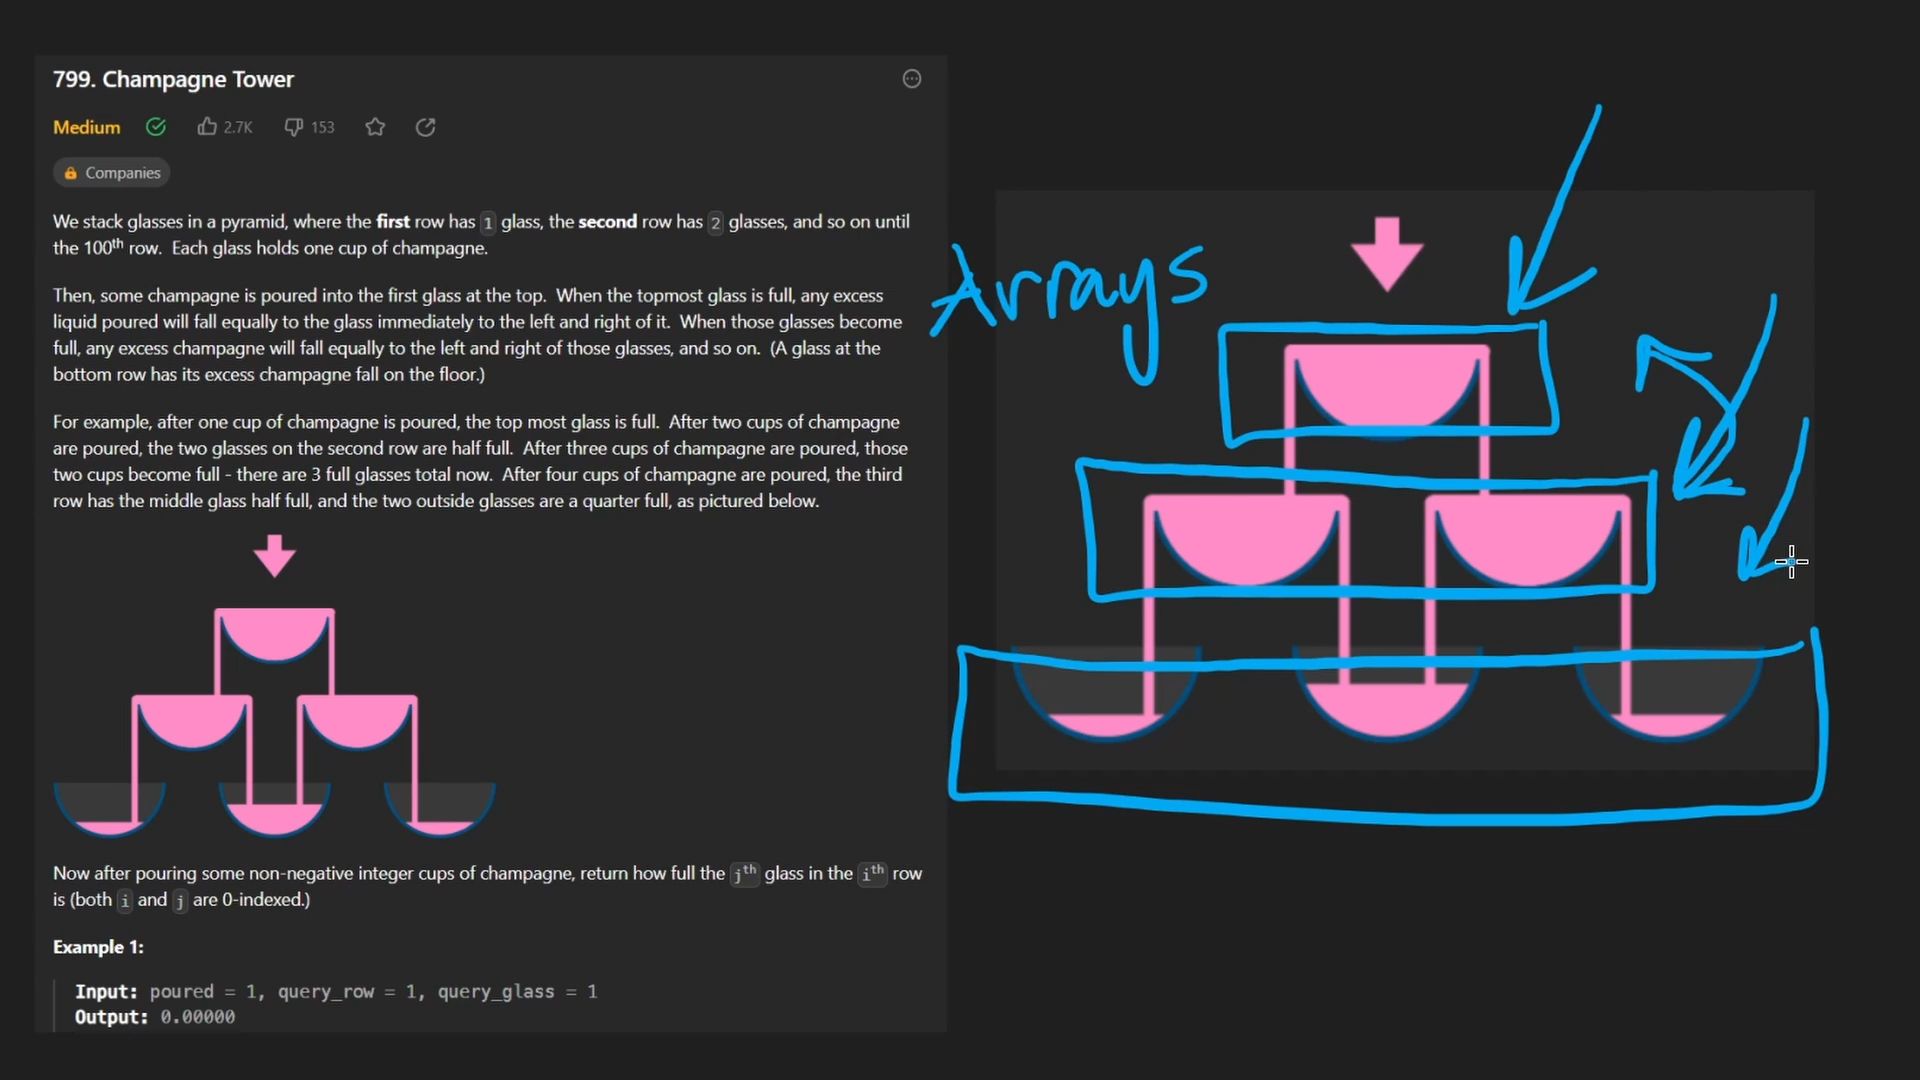 799. Champagne Tower
Medium 2.7K 153
Companies
We stack glasses in a pyramid, where the first row has 1 glass, the second row has 2 glasses, and so on until
the 100th row. Each glass holds one cup of champagne.
Then, some champagne is poured into the first glass at the top. When the topmost glass is full, any excess
liquid poured will fall equally to the glass immediately to the left and right of it. When those glasses become
full, any excess champagne will fall equally to the left and right of those glasses, and so on. (A glass at the
bottom row has its excess champagne fall on the floor.)
For example, after one cup of champagne is poured, the top most glass is full. After two cups of champagne
are poured, the two glasses on the second row are half full. After three cups of champagne are poured, those
two cups become full - there are 3 full glasses total now. After four cups of champagne are poured, the third
row has the middle glass half full, and the two outside glasses are a quarter full, as pictured below.
Now after pouring some non-negative integer cups of champagne, return how full the jth glass in the ith row
is (both i and j are 0-indexed.)
Example 1:
Input: poured = 1, query_row = 1, query_glass = 1
Output: 0.00000
Arrays